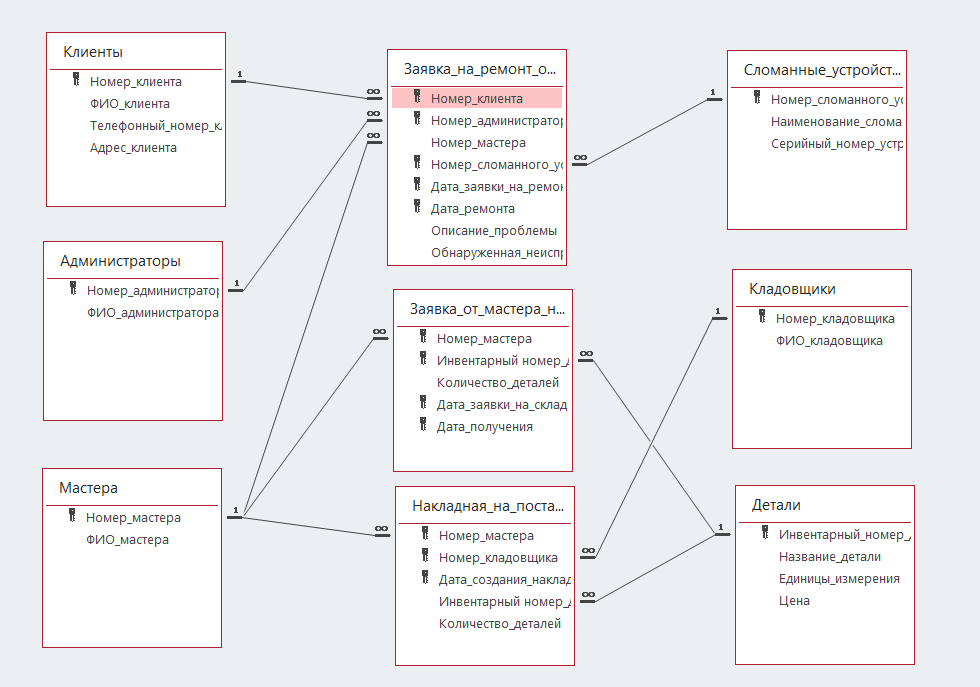 Клиенты
Номер_клиента
ФИО_клиента
Телефонный_номер_к
Адрес_клиента
1
Администраторы
Номер_администратор
ФИО_администратора
1
Мастера
Номер_мастера
ФИО_мастера
1
∞
∞
∞
Заявка_на_ремонт_о...
Номер_клиента
Номер_администратор
Номер_мастера
Номер_сломанного_ус
Дата_заявки_на_ремон
Дата_ремонта
Описание_проблемы
Обнаруженная_неисп
∞
∞
Заявка_от_мастера_н...
Номер_мастера
Инвентарный номер_д
Количество_деталей
Дата_заявки_на_склад
Дата_получения
∞
∞
Накладная_на_поста...
Номер_мастера
Номер_кладовщика
Дата_создания_наклад
Инвентарный номер_д
Количество_деталей
∞
∞
1
Сломанные_устройст...
Номер_сломанного_ус
Наименование_слома
Серийный_номер_устр
1
Кладовщики
Номер_кладовщика
ФИО_кладовщика
1
Детали
Инвентарный_номер_д
Название_детали
Единицы_измерения
Цена